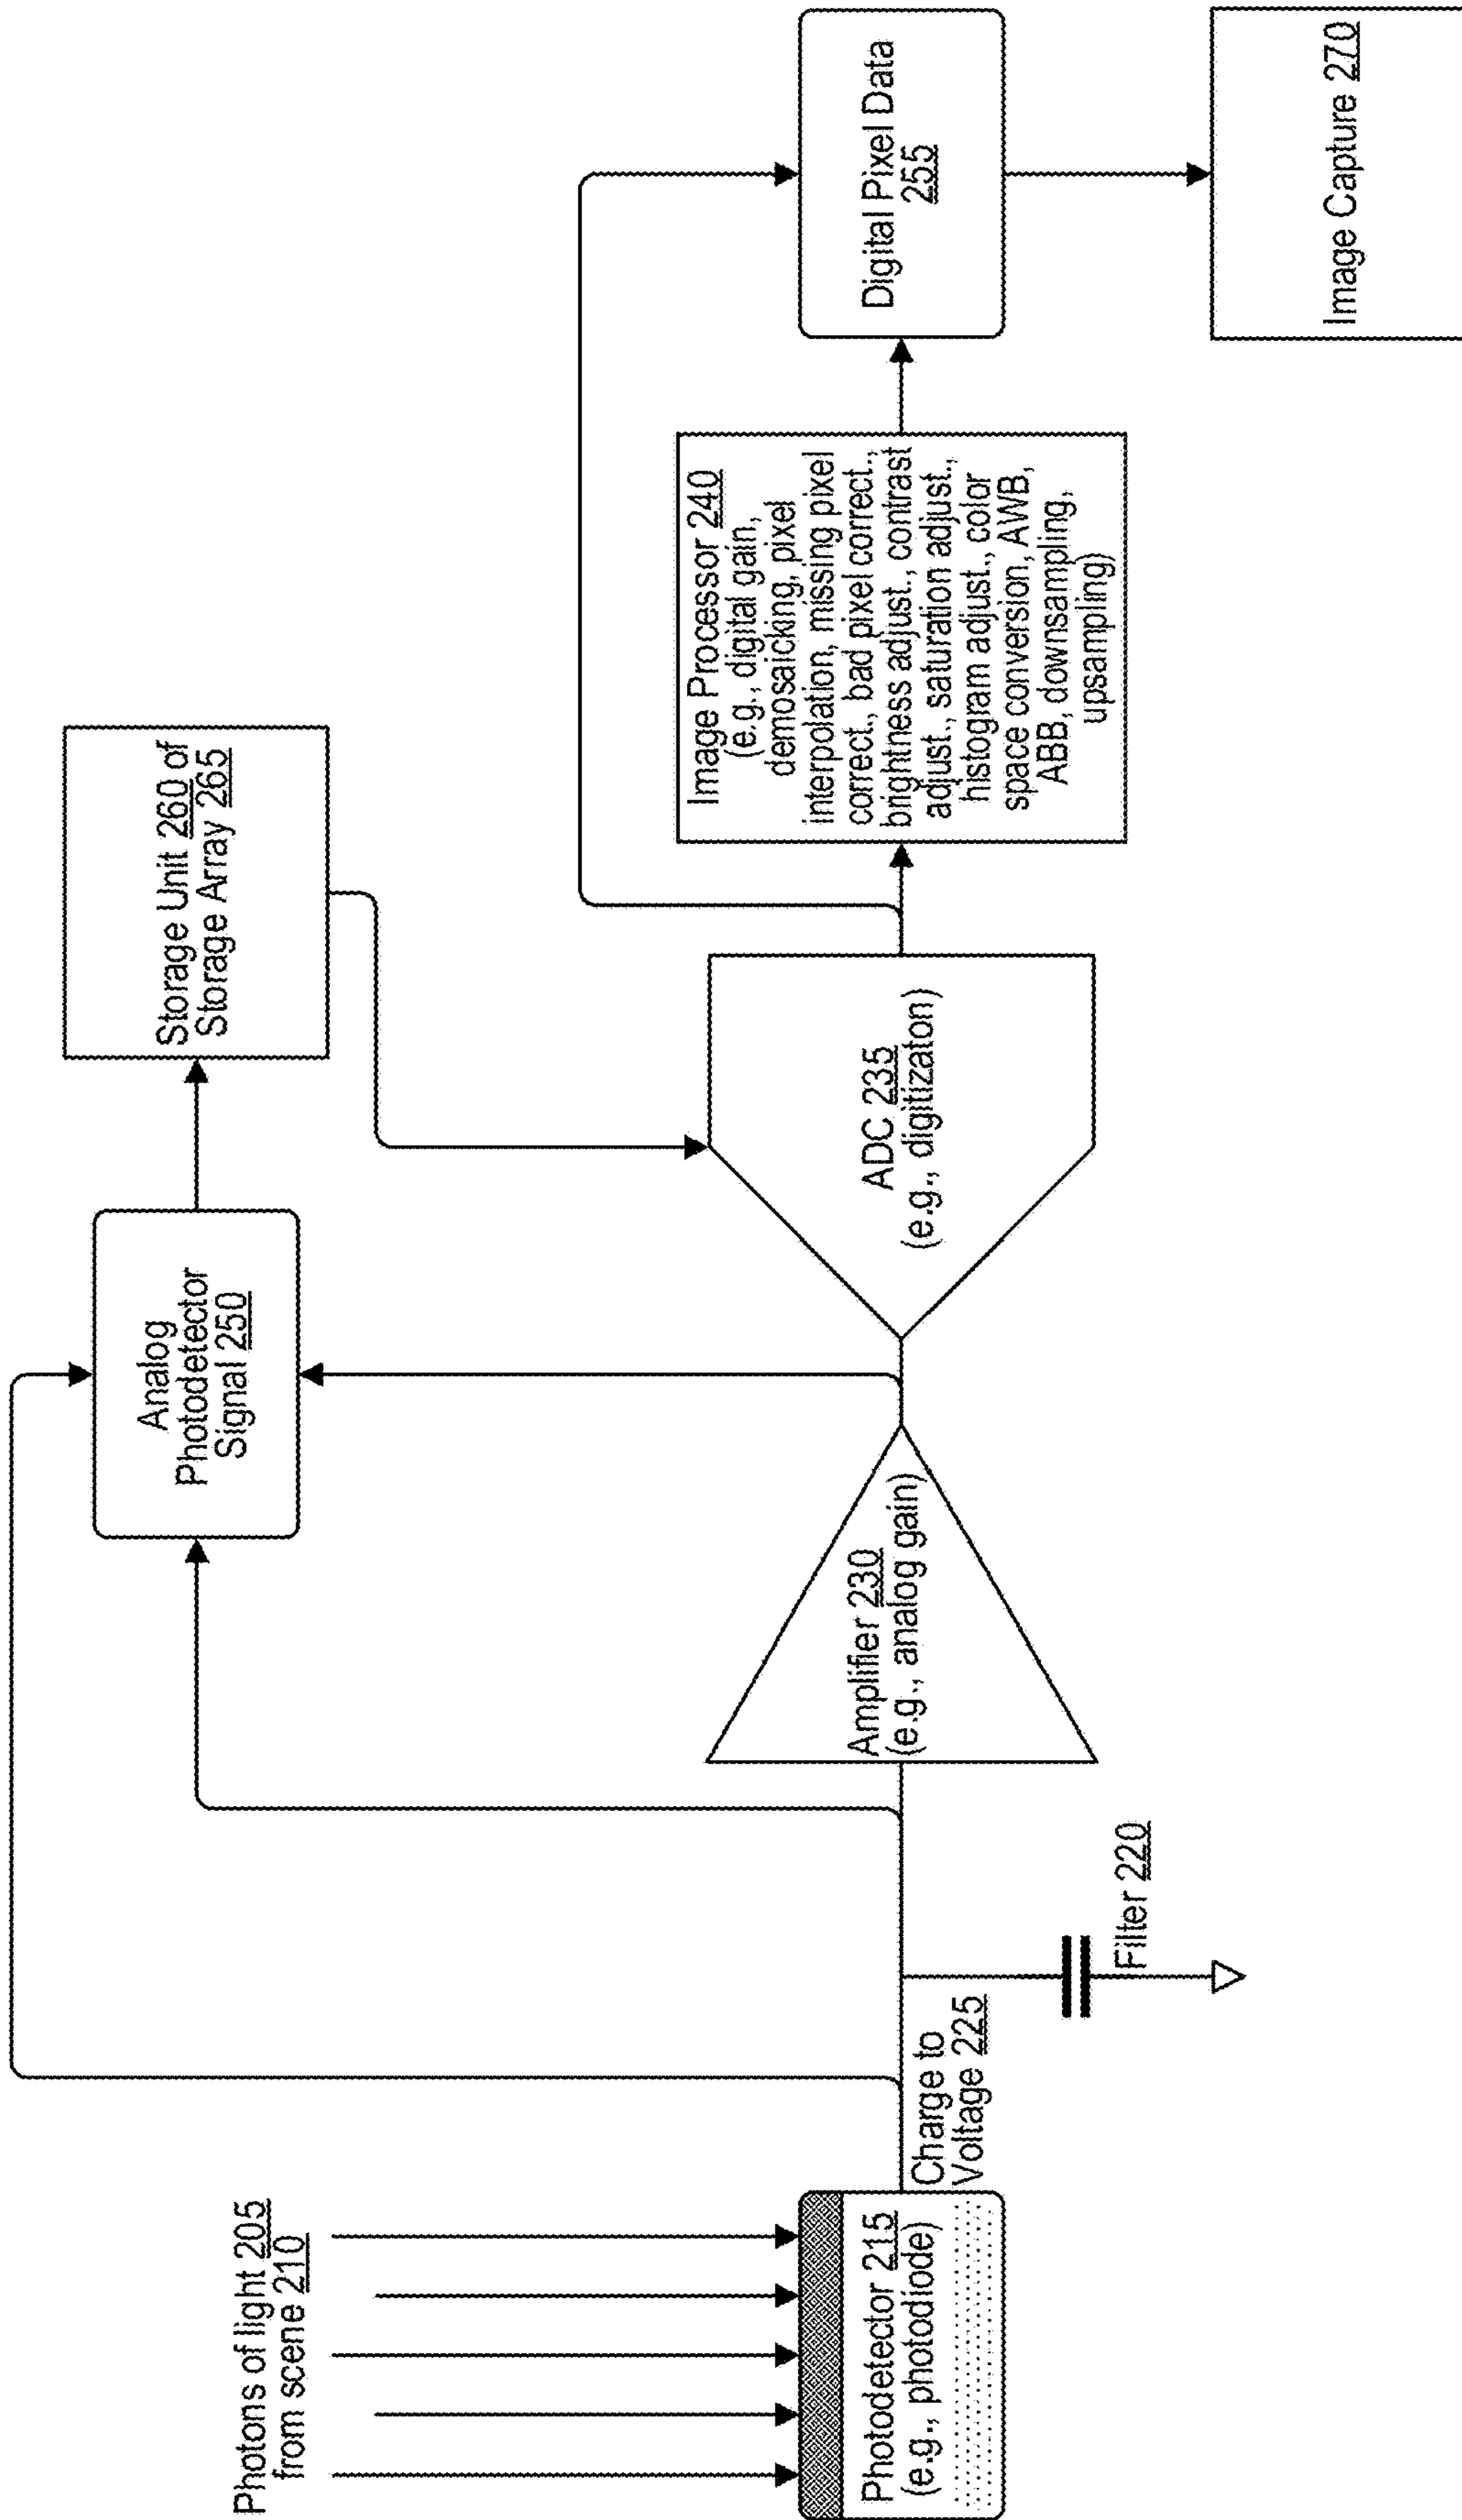 Photons of light 205
from scene 210
Photodetector 215
(e.g., photodiode)
Charge to
Voltage 225
Filter 220
Amplifier 230
(e.g., analog gain)
Analog
Photodetector
Signal 250
Storage Unit 260 of
Storage Array 265
ADC 235
(e.g., digitizaton)
Image Processor 240
(e.g., digital gain,
demosaicking, pixel
interpolation, missing pixel
correct., bad pixel correct.,
brightness adjust., contrast
adjust., saturation adjust.,
histogram adjust., color
space conversion, AWB,
ABB, downsampling,
upsampling)
Digital Pixel Data
255
Image Capture 270